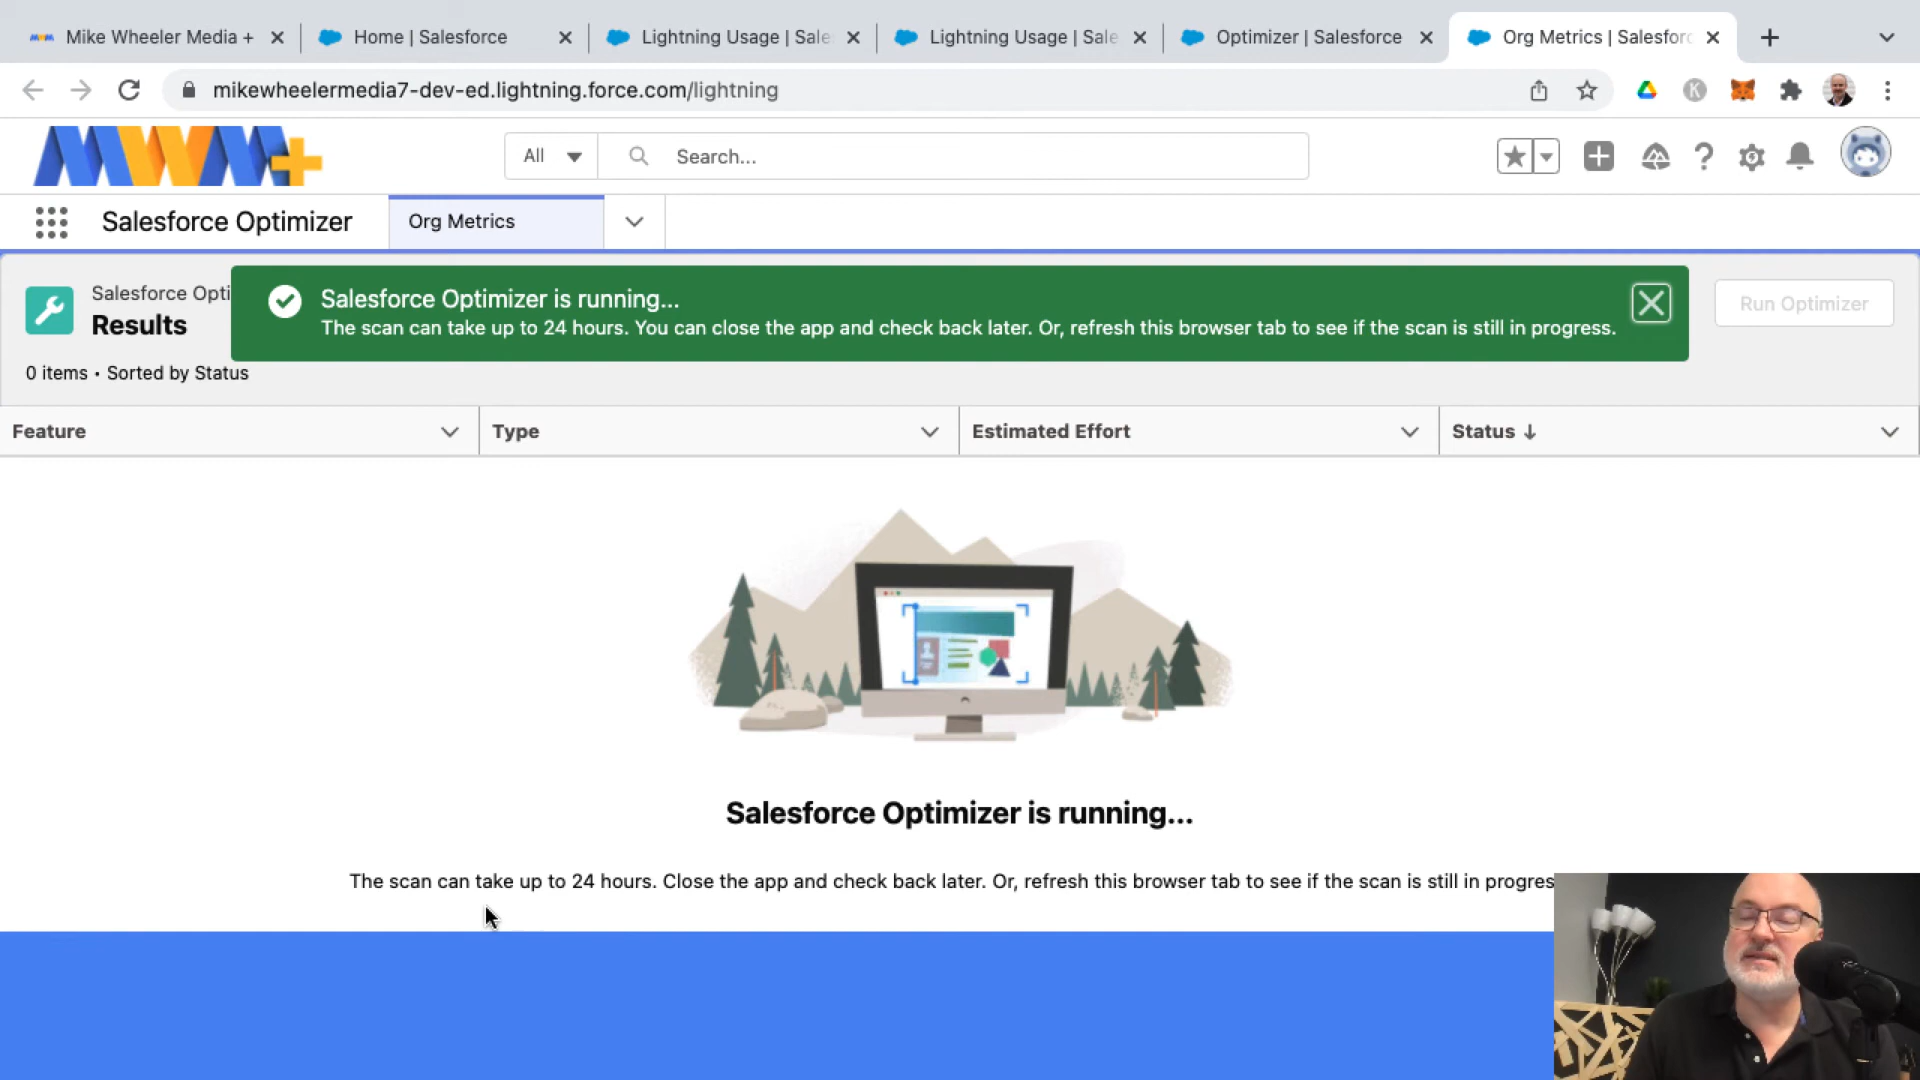 Mike Wheeler Media +
Home | Salesforce
Lightning Usage | Sale
Lightning Usage | Sale
Optimizer | Salesforce
Org Metrics | Salesforc
mikewheelermedia7-dev-ed.lightning.force.com/lightning
MWM+
All
Search...
Salesforce Optimizer
Org Metrics
Salesforce Opti
Results
Salesforce Optimizer is running...
The scan can take up to 24 hours. You can close the app and check back later. Or, refresh this browser tab to see if the scan is still in progress.
Run Optimizer
0 items • Sorted by Status
Feature
Type
Estimated Effort
Status ↓
Salesforce Optimizer is running...
The scan can take up to 24 hours. Close the app and check back later. Or, refresh this browser tab to see if the scan is still in progres